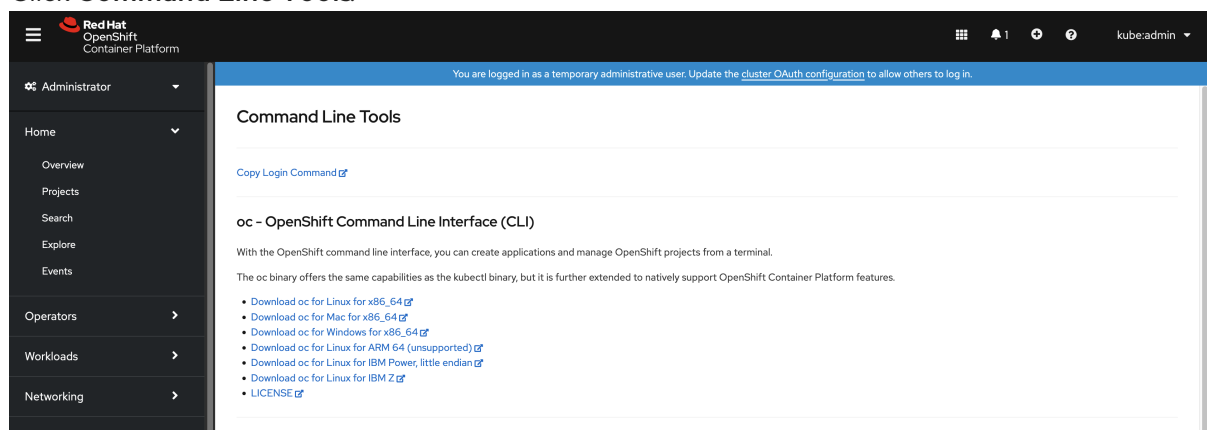 Click Command Line Tools
Red Hat
OpenShift
Container Platform
1
kube:admin
Administrator
You are logged in as a temporary administrative user. Update the cluster OAuth configuration to allow others to log in.
Home
Overview
Projects
Search
Explore
Events
Operators
Workloads
Networking
Command Line Tools
Copy Login Command
oc - OpenShift Command Line Interface (CLI)
With the OpenShift command line interface, you can create applications and manage OpenShift projects from a terminal.
The oc binary offers the same capabilities as the kubectl binary, but it is further extended to natively support OpenShift Container Platform features.
• Download oc for Linux for x86_64
• Download oc for Mac for x86_64
• Download oc for Windows for x86_64
• Download oc for Linux for ARM 64 (unsupported)
• Download oc for Linux for IBM Power, little endian
• Download oc for Linux for IBM Z
• LICENSE